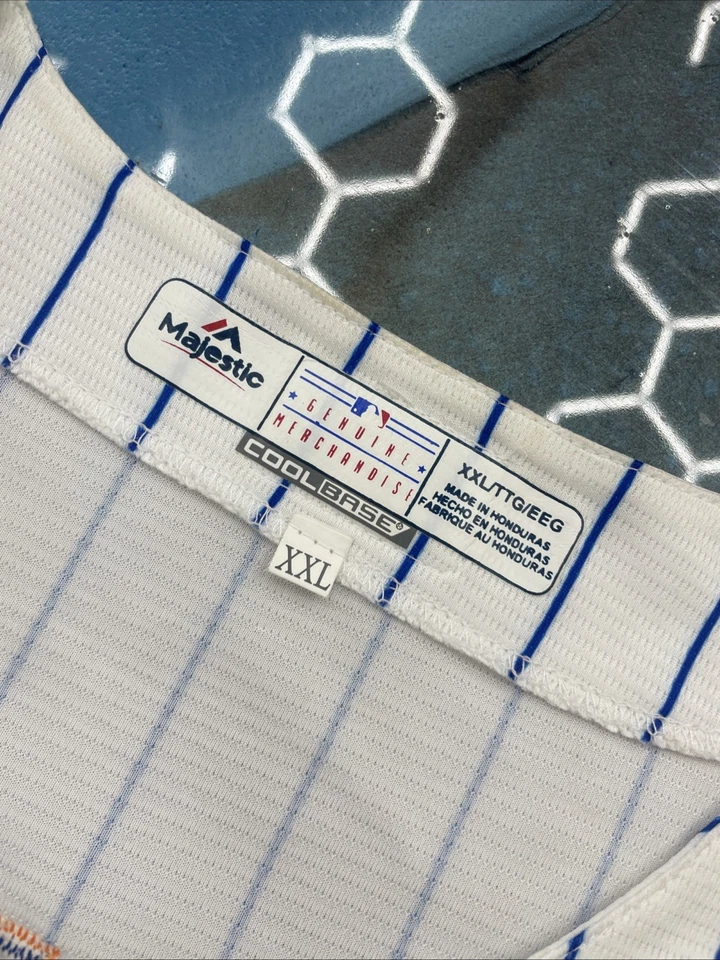 Majestic
GENUINE
MERCHANDISE
COOLBASE®
XXL/TTG/EEG
MADE IN HONDURAS
HECHO EN HONDURAS
FABRIQUE AU HONDURAS
XXL